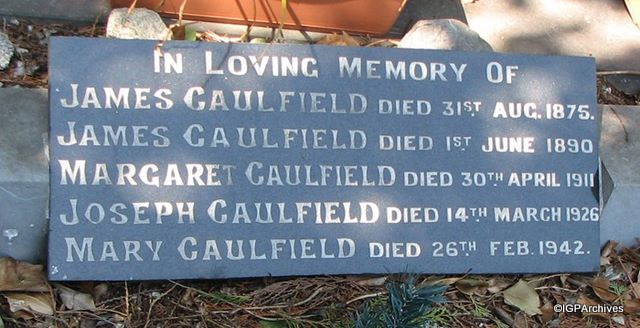 In Loving memory Of
James Caulfield died 31st Aug. 1875.
James Caulfield died 1st June 1890
Margaret Caulfield died 30th April 1911
Joseph Caulfield died 14th March 1926
Mary Caulfield died 26th Feb. 1942.
©IGPArchives